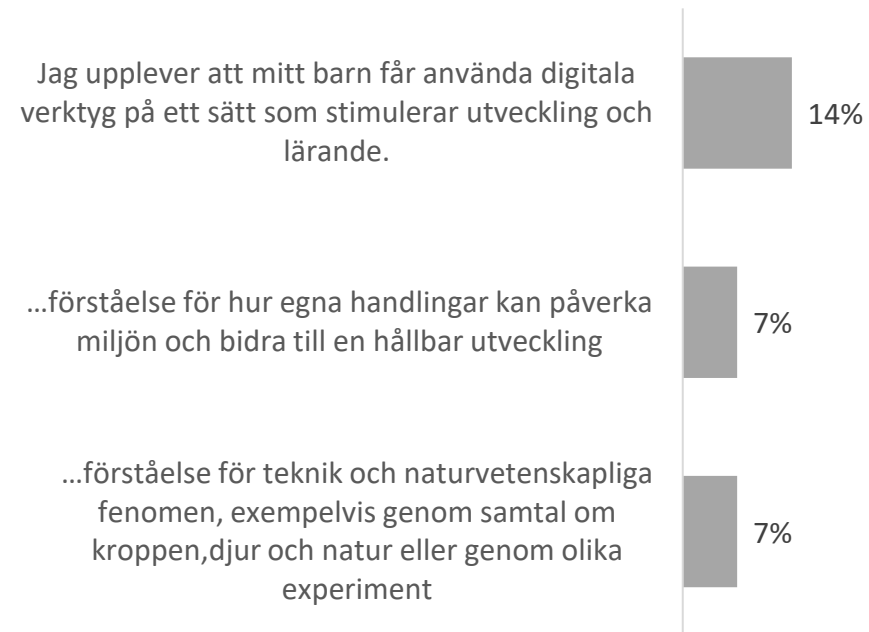 Jag upplever att mitt barn får använda digitala
verktyg på ett sätt som stimulerar utveckling och
lärande.
14%
…förståelse för hur egna handlingar kan påverka
miljön och bidra till en hållbar utveckling
7%
…förståelse för teknik och naturvetenskapliga
fenomen, exempelvis genom samtal om
kroppen,djur och natur eller genom olika
experiment
7%